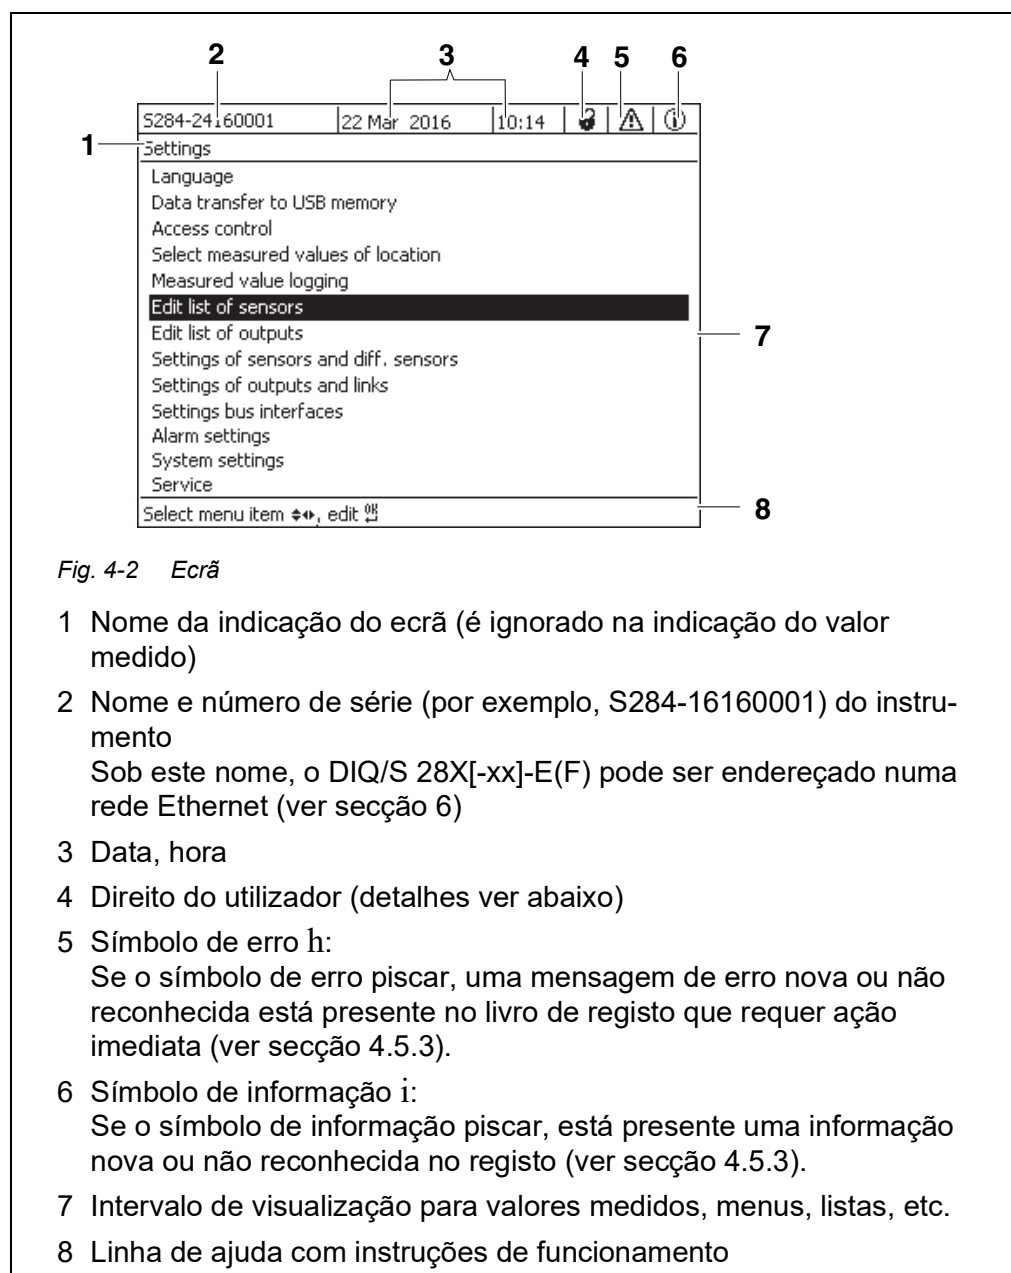 2 3 4 5 6
S284-24160001 22 Mar 2016 10:14
1
Settings
Language
Data transfer to USB memory
Access control
Select measured values of location
Measured value logging
Edit list of sensors
Edit list of outputs
7
Settings of sensors and diff. sensors
Settings of outputs and links
Settings bus interfaces
Alarm settings
System settings
Service
Select menu item, edit OK
8
Fig. 4-2 Ecrã
1 Nome da indicação do ecrã (é ignorado na indicação do valor
medido)
2 Nome e número de série (por exemplo, S284-16160001) do instru-
mento
Sob este nome, o DIQ/S 28X[-xx]-E(F) pode ser endereçado numa
rede Ethernet (ver secção 6)
3 Data, hora
4 Direito do utilizador (detalhes ver abaixo)
5 Símbolo de erro h:
Se o símbolo de erro piscar, uma mensagem de erro nova ou não
reconhecida está presente no livro de registo que requer ação
imediata (ver secção 4.5.3).
6 Símbolo de informação i:
Se o símbolo de informação piscar, está presente uma informação
nova ou não reconhecida no registo (ver secção 4.5.3).
7 Intervalo de visualização para valores medidos, menus, listas, etc.
8 Linha de ajuda com instruções de funcionamento